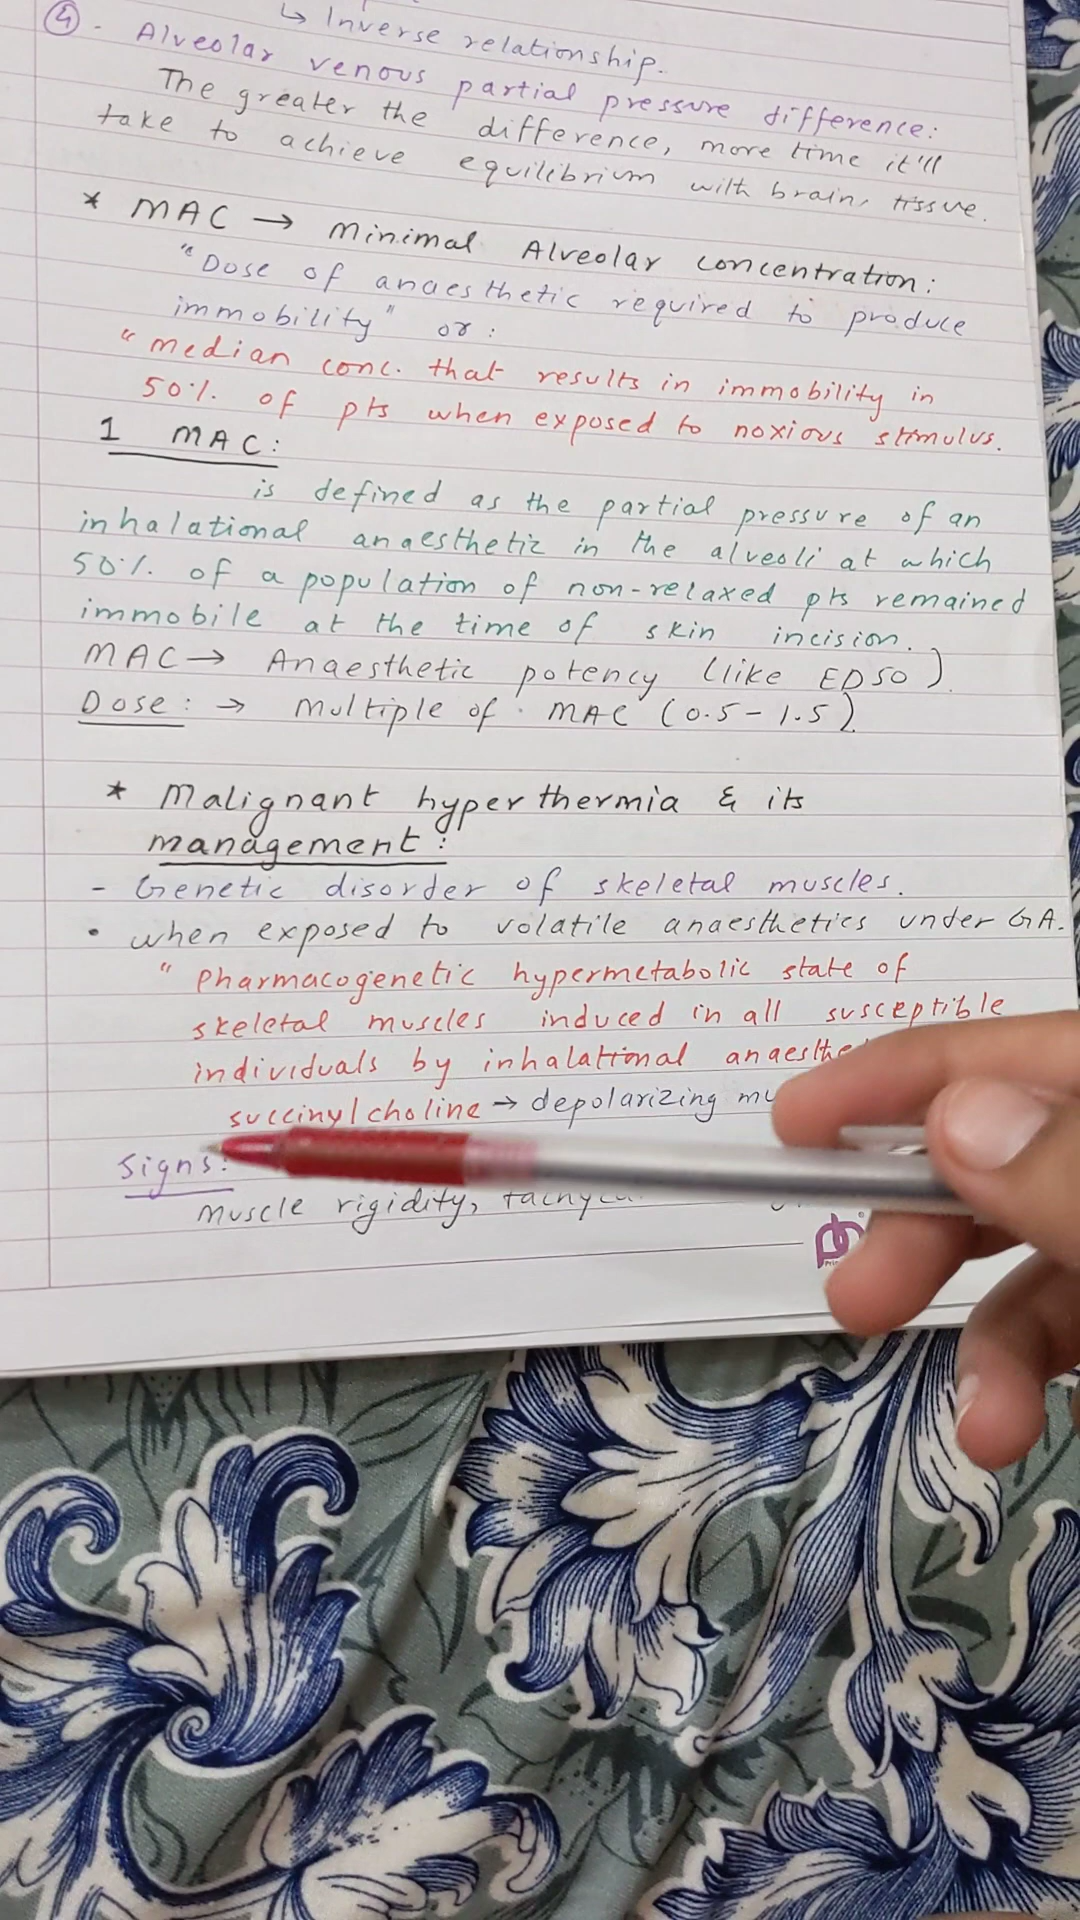 ↳ Inverse relationship.
④. Alveolar venous partial pressure difference:
The greater the difference, more time it'll
take to achieve equilibrium with brain tissue.
* MAC → Minimal Alveolar concentration:
"Dose of anaesthetic required to produce
immobility" or:
"median conc. that results in immobility in
50% of pts when exposed to noxious stimulus.
1 MAC:
is defined as the partial pressure of an
inhalational anaesthetic in the alveoli at which
50% of a population of non-relaxed pts remained
immobile at the time of skin incision.
MAC → Anaesthetic potency (like ED50)
Dose: → Multiple of MAC (0.5-1.5)
* Malignant hyperthermia & its
management:
- Genetic disorder of skeletal muscles.
• when exposed to volatile anaesthetics under GA.
"Pharmacogenetic hypermetabolic state of
skeletal muscles induced in all susceptible
individuals by inhalational
succinylcholine → depolarizing
Signs:
muscle rigidity,